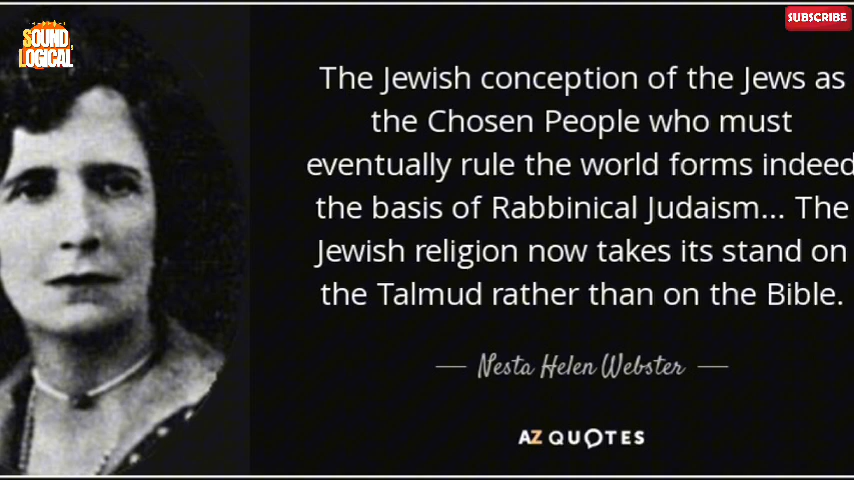 SOUND
LOGICAL
SUBSCRIBE
The Jewish conception of the Jews as
the Chosen People who must
eventually rule the world forms indeed
the basis of Rabbinical Judaism... The
Jewish religion now takes its stand on
the Talmud rather than on the Bible.
Nesta Helen Webster
AZ QUOTES